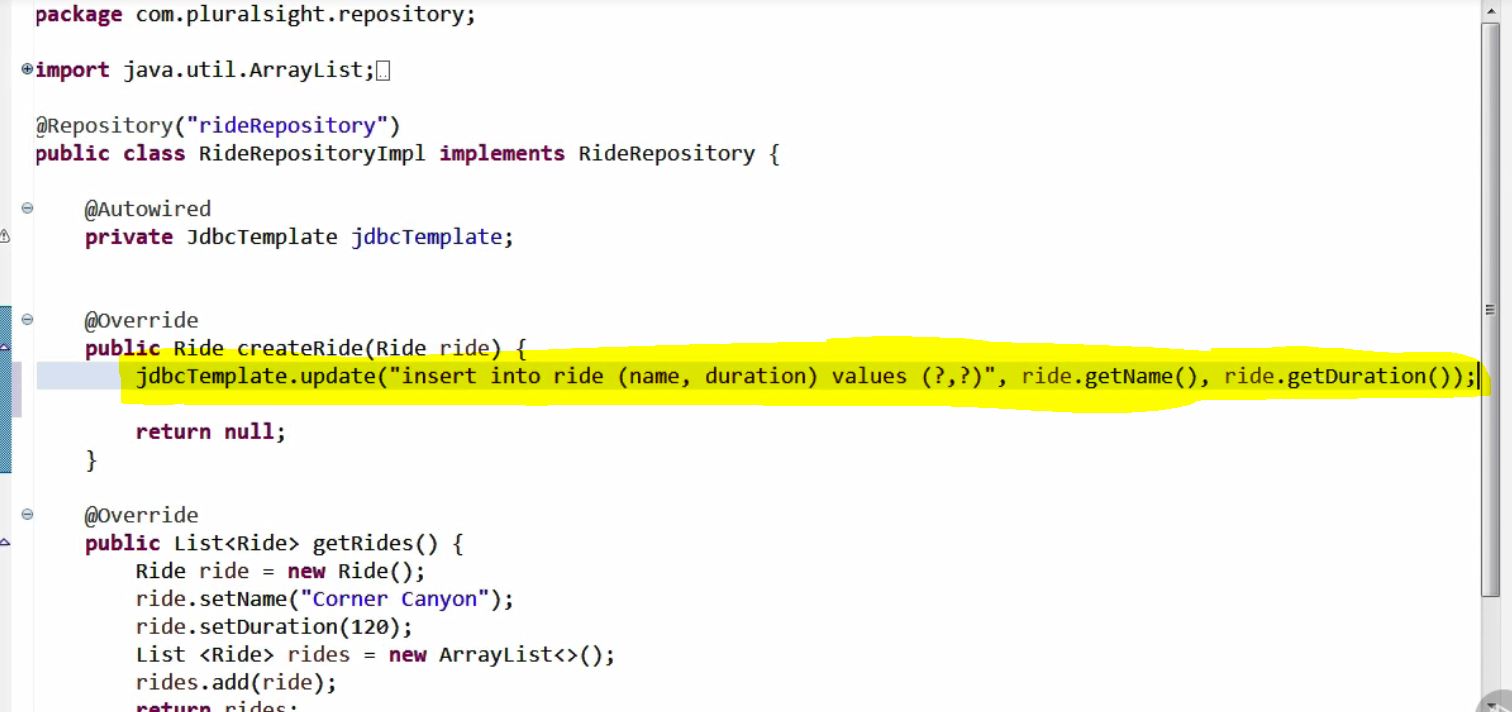 package com.pluralsight.repository;
import java.util.ArrayList;
@Repository("rideRepository")
public class RideRepositoryImpl implements RideRepository {
@Autowired
private JdbcTemplate jdbcTemplate;
@Override
public Ride createRide(Ride ride) {
jdbcTemplate.update("insert into ride (name, duration) values (?,?)", ride.getName(), ride.getDuration());
return null;
}
@Override
public List<Ride> getRides() {
Ride ride = new Ride();
ride.setName("Corner Canyon");
ride.setDuration(120);
List <Ride> rides = new ArrayList<>();
rides.add(ride);
return rides;